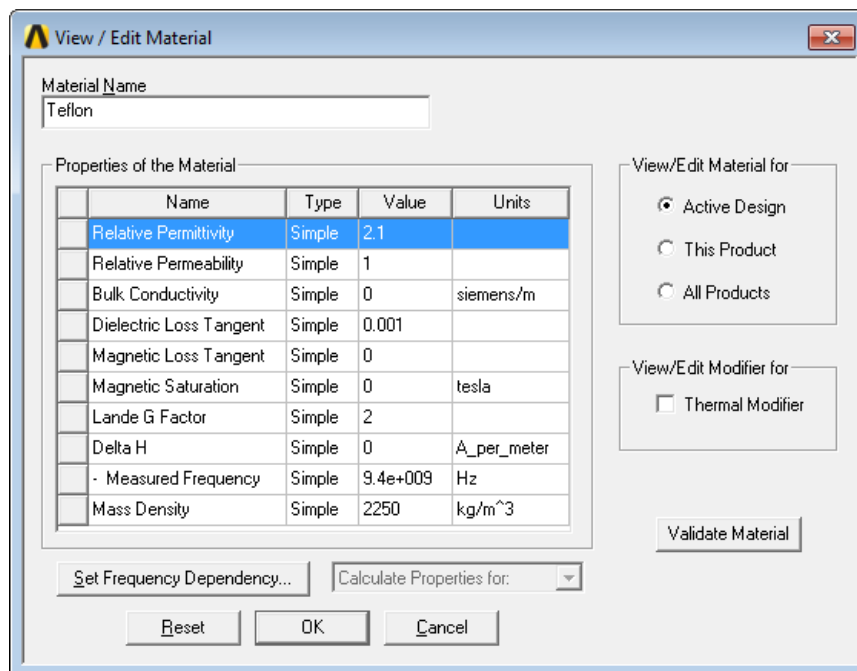 View / Edit Material
Material Name
Teflon
Properties of the Material
Name Type Value Units
Relative Permittivity Simple 2.1
Relative Permeability Simple 1
Bulk Conductivity Simple 0 siemens/m
Dielectric Loss Tangent Simple 0.001
Magnetic Loss Tangent Simple 0
Magnetic Saturation Simple 0 tesla
Lande G Factor Simple 2
Delta H Simple 0 A_per_meter
- Measured Frequency Simple 9.4e+009 Hz
Mass Density Simple 2250 kg/m^3
Set Frequency Dependency...
Calculate Properties for:
Reset OK Cancel
View/Edit Material for
Active Design
This Product
All Products
View/Edit Modifier for
Thermal Modifier
Validate Material